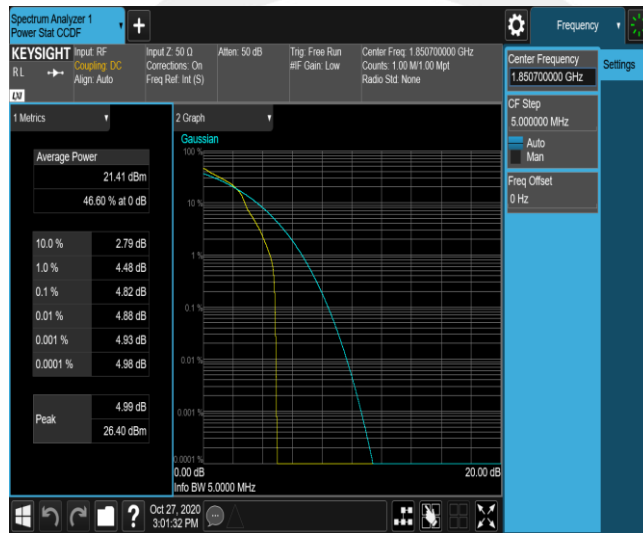 Spectrum Analyzer 1
Power Stat CCDF
Frequency
KEYSIGHT
RL
LXI
Input: RF
Coupling: DC
Align: Auto
Input Z: 50 Ω
Corrections: On
Freq Ref: Int (S)
Atten: 50 dB
Trig: Free Run
#IF Gain: Low
Center Freq: 1.850700000 GHz
Counts: 1.00 M/1.00 Mpt
Radio Std: None
Center Frequency
1.850700000 GHz
Settings
CF Step
5.000000 MHz
Auto
Man
Freq Offset
0 Hz
1 Metrics
Average Power
21.41 dBm
46.60 % at 0 dB
10.0 % 2.79 dB
1.0 % 4.48 dB
0.1 % 4.82 dB
0.01 % 4.88 dB
0.001 % 4.93 dB
0.0001 % 4.98 dB
Peak
4.99 dB
26.40 dBm
2 Graph
Gaussian
100 %
10 %
1 %
0.1 %
0.01 %
0.001 %
0.0001 %
0.00 dB 20.00 dB
Info BW 5.0000 MHz
?
Oct 27, 2020
3:01:32 PM